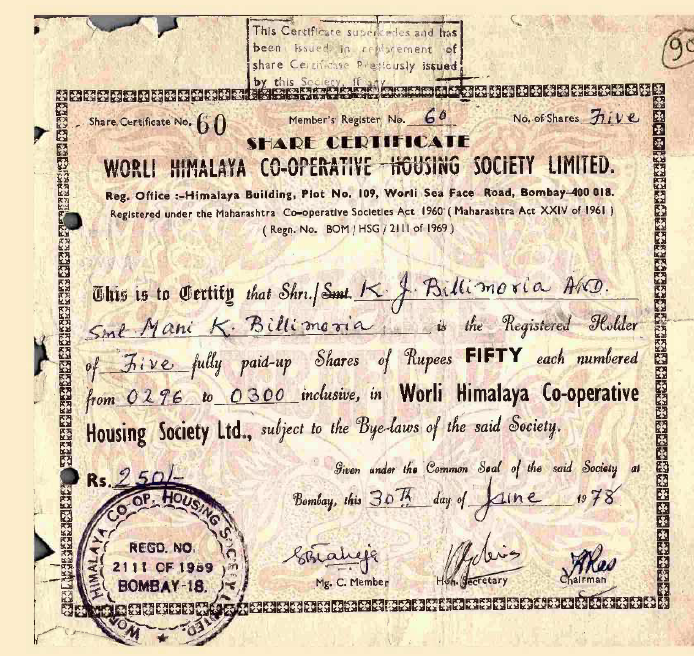 This Certificate supercedes and has
been issued in replacement of
share Certificate Previously issued
by this Society, if any
90
Share Certificate No. 60 Member's Register No. 60 No. of Shares Five
SHARE CERTIFICATE
WORLI HIMALAYA CO-OPERATIVE HOUSING SOCIETY LIMITED.
Reg. Office :-Himalaya Building, Plot No. 109, Worli Sea Face Road, Bombay-400 018.
Registered under the Maharashtra Co-operative Societies Act 1960 ( Maharashtra Act XXIV of 1961 )
( Regn. No. BOM / HSG / 2111 of 1969 )
This is to Certify that Shri./Smt. K. J. Billimoria AND.
Smt Mani K. Billimoria is the Registered Holder
of Five fully paid-up Shares of Rupees FIFTY each numbered
from 0296 to 0300 inclusive, in Worli Himalaya Co-operative
Housing Society Ltd., subject to the Bye-laws of the said Society.
Rs. 250/-
Given under the Common Seal of the said Society at
Bombay, this 30th day of June 1978
WORLI HIMALAYA CO-OP. HOUSING SOCIETY LIMITED.
REGD. NO.
2111 OF 1969
BOMBAY-18.
Mg. C. Member Hon. Secretary Chairman